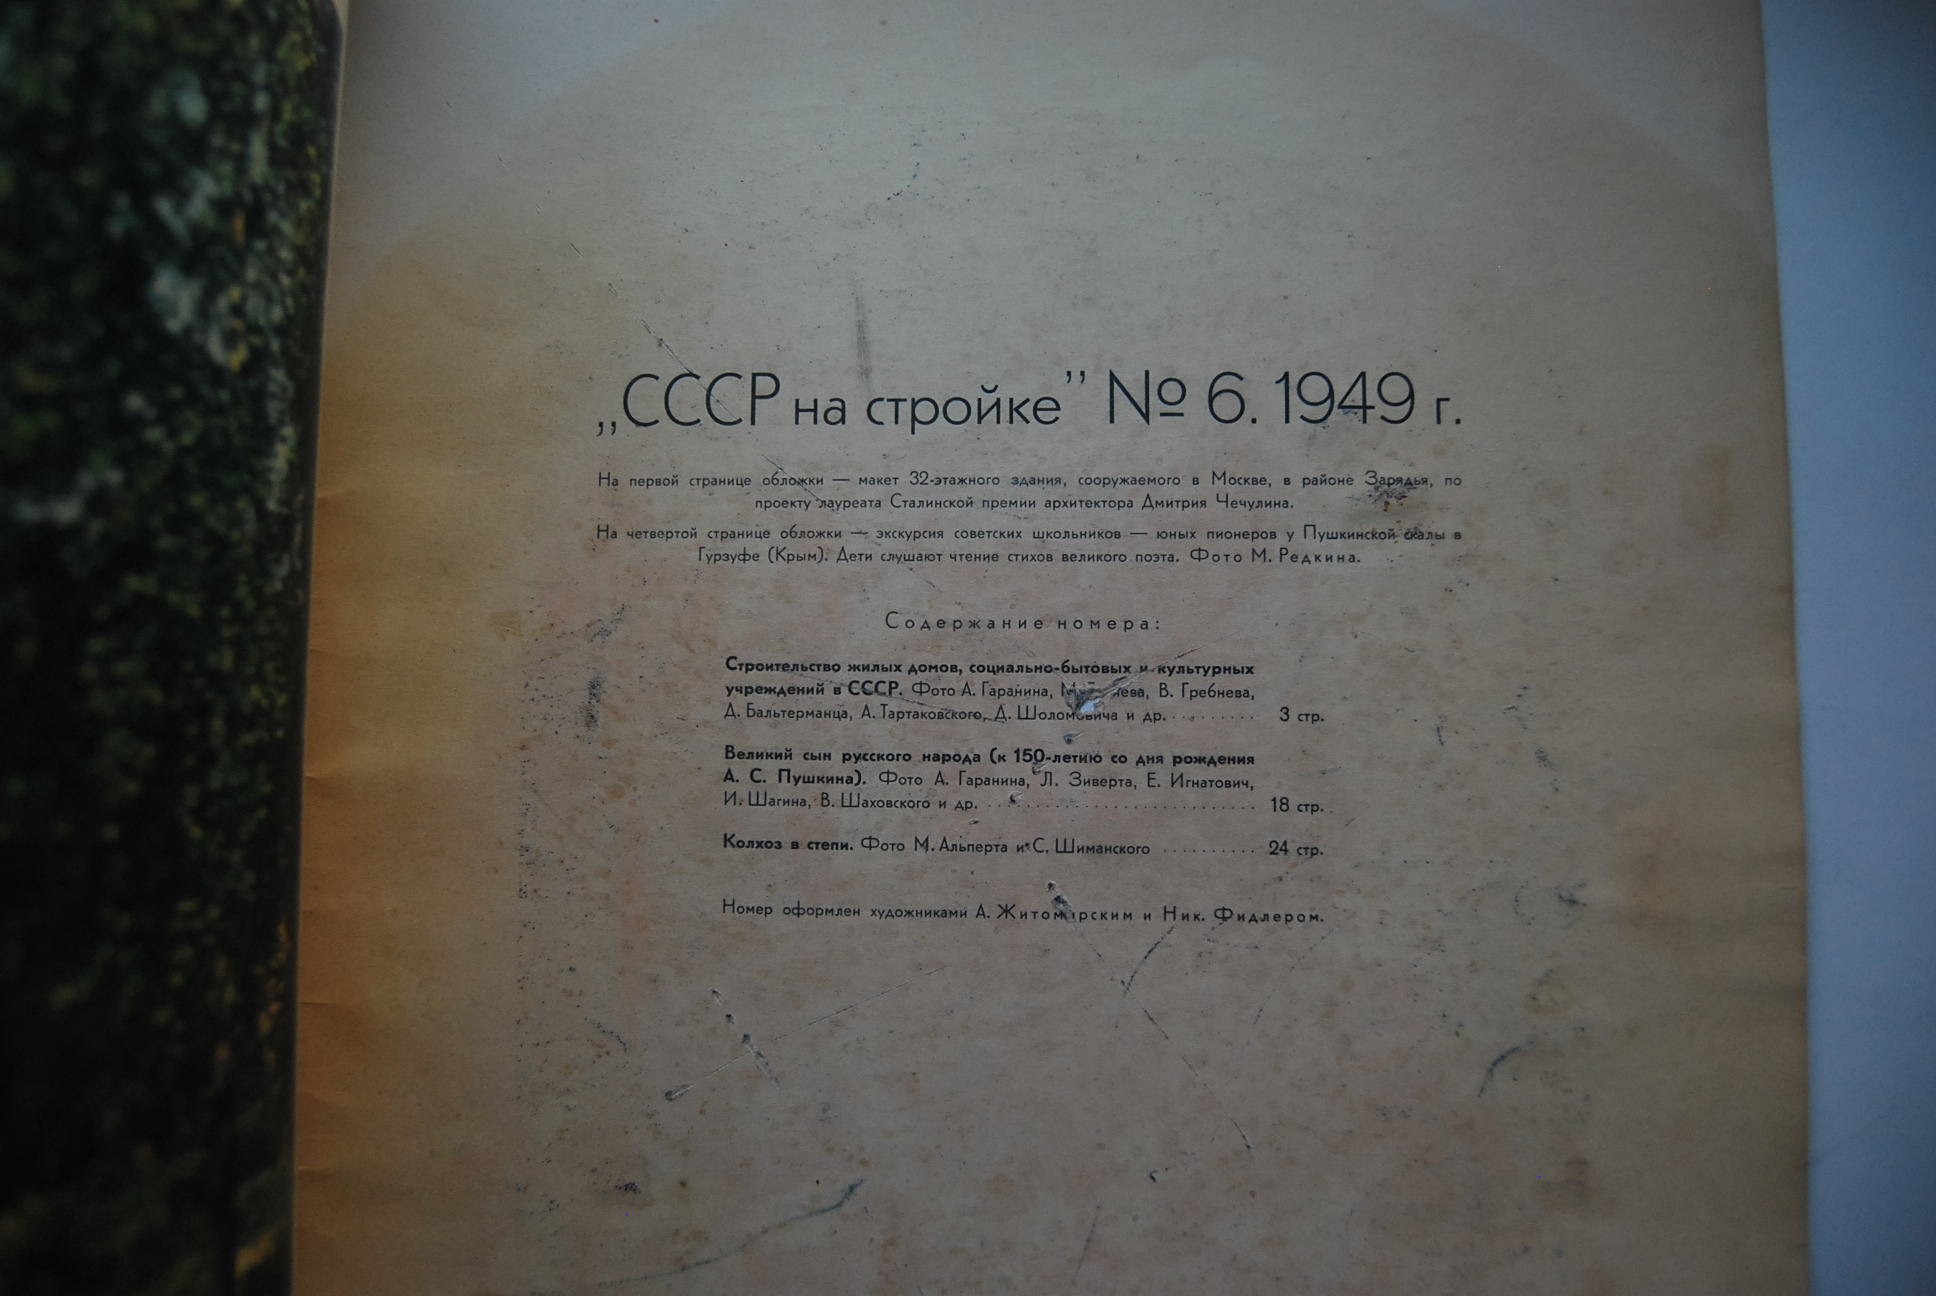 „СССР на стройке” № 6. 1949 г.
На первой странице обложки — макет 32-этажного здания, сооружаемого в Москве, в районе Зарядья, по
проекту лауреата Сталинской премии архитектора Дмитрия Чечулина.
На четвертой странице обложки — экскурсия советских школьников — юных пионеров у Пушкинской скалы в
Гурзуфе (Крым). Дети слушают чтение стихов великого поэта. Фото М. Редкина.
Содержание номера:
Строительство жилых домов, социально-бытовых и культурных
учреждений в СССР. Фото А. Гаранина, В. Гребнева,
Д. Бальтерманца, А. Тартаковского, Д. Шоломовича и др. . . . . . . . . . 3 стр.
Великий сын русского народа (к 150-летию со дня рождения
А. С. Пушкина). Фото А. Гаранина, Л. Зиверта, Е. Игнатович,
И. Шагина, В. Шаховского и др. . . . . . . . . . . . . . . . . . . . . . . . . . 18 стр.
Колхоз в степи. Фото М. Альперта и С. Шиманского . . . . . . . . . . 24 стр.
Номер оформлен художниками А. Житомирским и Ник. Фидлером.